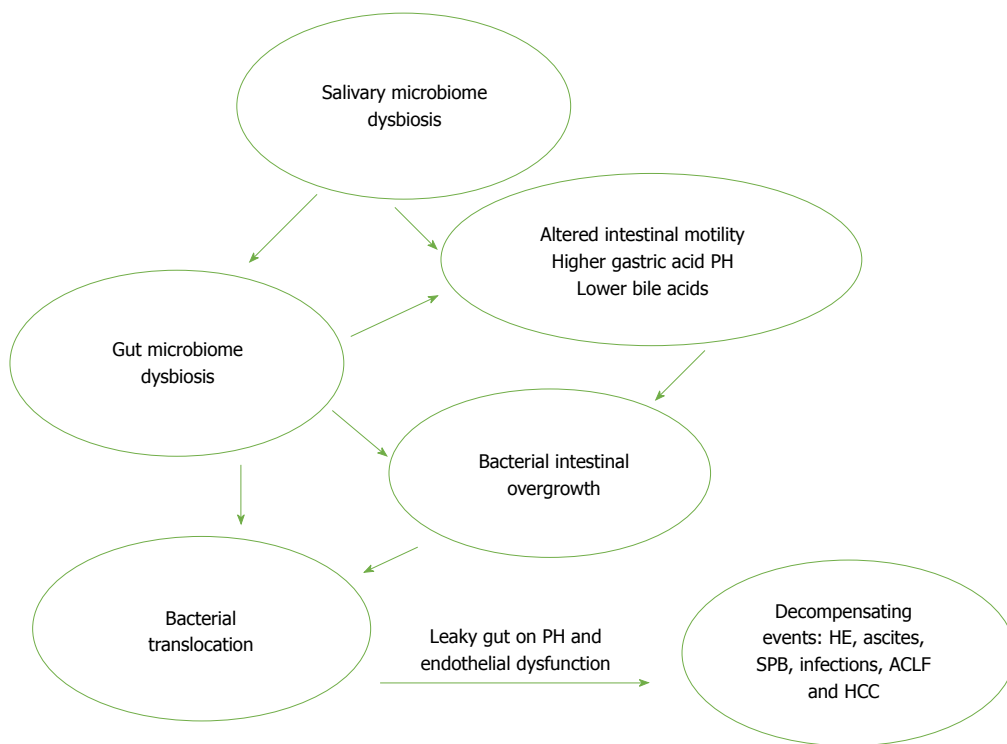 Salivary microbiome
dysbiosis
Altered intestinal motility
Higher gastric acid PH
Lower bile acids
Gut microbiome
dysbiosis
Bacterial intestinal
overgrowth
Bacterial
translocation
Leaky gut on PH and
endothelial dysfunction
Decompensating
events: HE, ascites,
SPB, infections, ACLF
and HCC